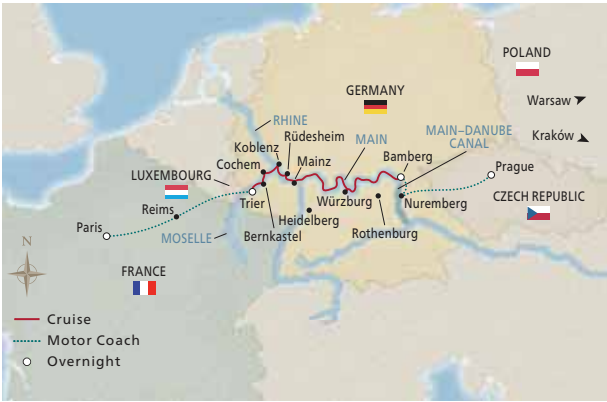 POLAND
GERMANY
Warsaw
RHINE
Koblenz
Rüdesheim
MAIN
MAIN–DANUBE
CANAL
Kraków
Cochem
Mainz
Bamberg
Prague
LUXEMBOURG
Trier
Würzburg
Nuremberg
CZECH REPUBLIC
Reims
Heidelberg
Rothenburg
Paris
MOSELLE
Bernkastel
N
FRANCE
Cruise
Motor Coach
Overnight